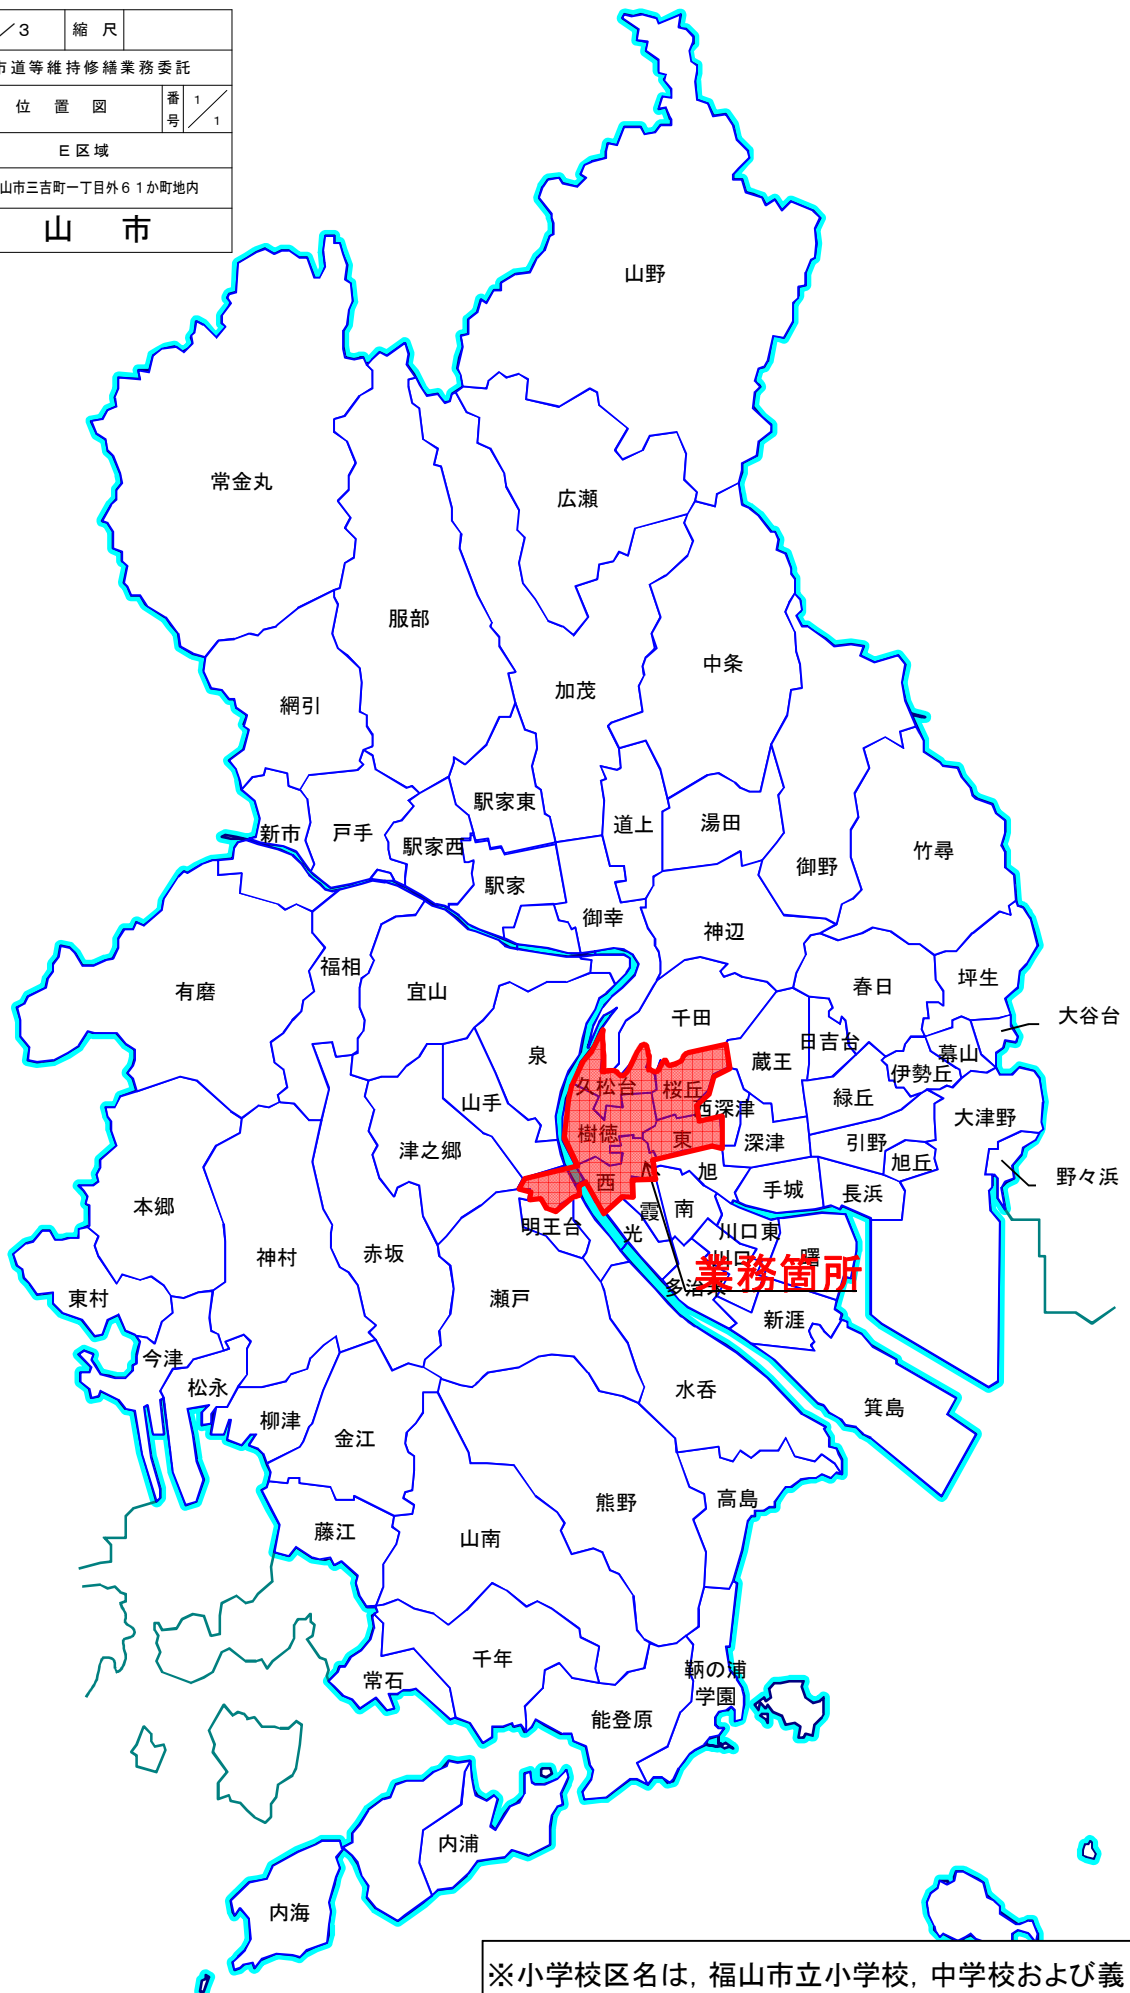 ／3 縮尺
市道等維持修繕業務委託
位置図 番号 1／1
E区域
山市三吉町一丁目外６１か町地内
山市
山野
常金丸
広瀬
服部
中条
加茂
網引
駅家東
道上
湯田
新市
戸手
駅家西
御野
竹尋
駅家
御幸
神辺
福相
有磨
宜山
春日
坪生
千田
大谷台
泉
蔵王
日吉台
幕山
久松台
桜丘
伊勢丘
山手
西深津
緑丘
大津野
樹徳
東
深津
引野
旭丘
津之郷
旭
野々浜
西
手城
長浜
本郷
霞
南
明王台
光
川口東
神村
赤坂
川口
曙
業務箇所
多治米
瀬戸
東村
新涯
今津
松永
水呑
箕島
柳津
金江
熊野
高島
藤江
山南
千年
鞆の浦
学園
常石
能登原
内浦
内海
※小学校区名は，福山市立小学校，中学校および義